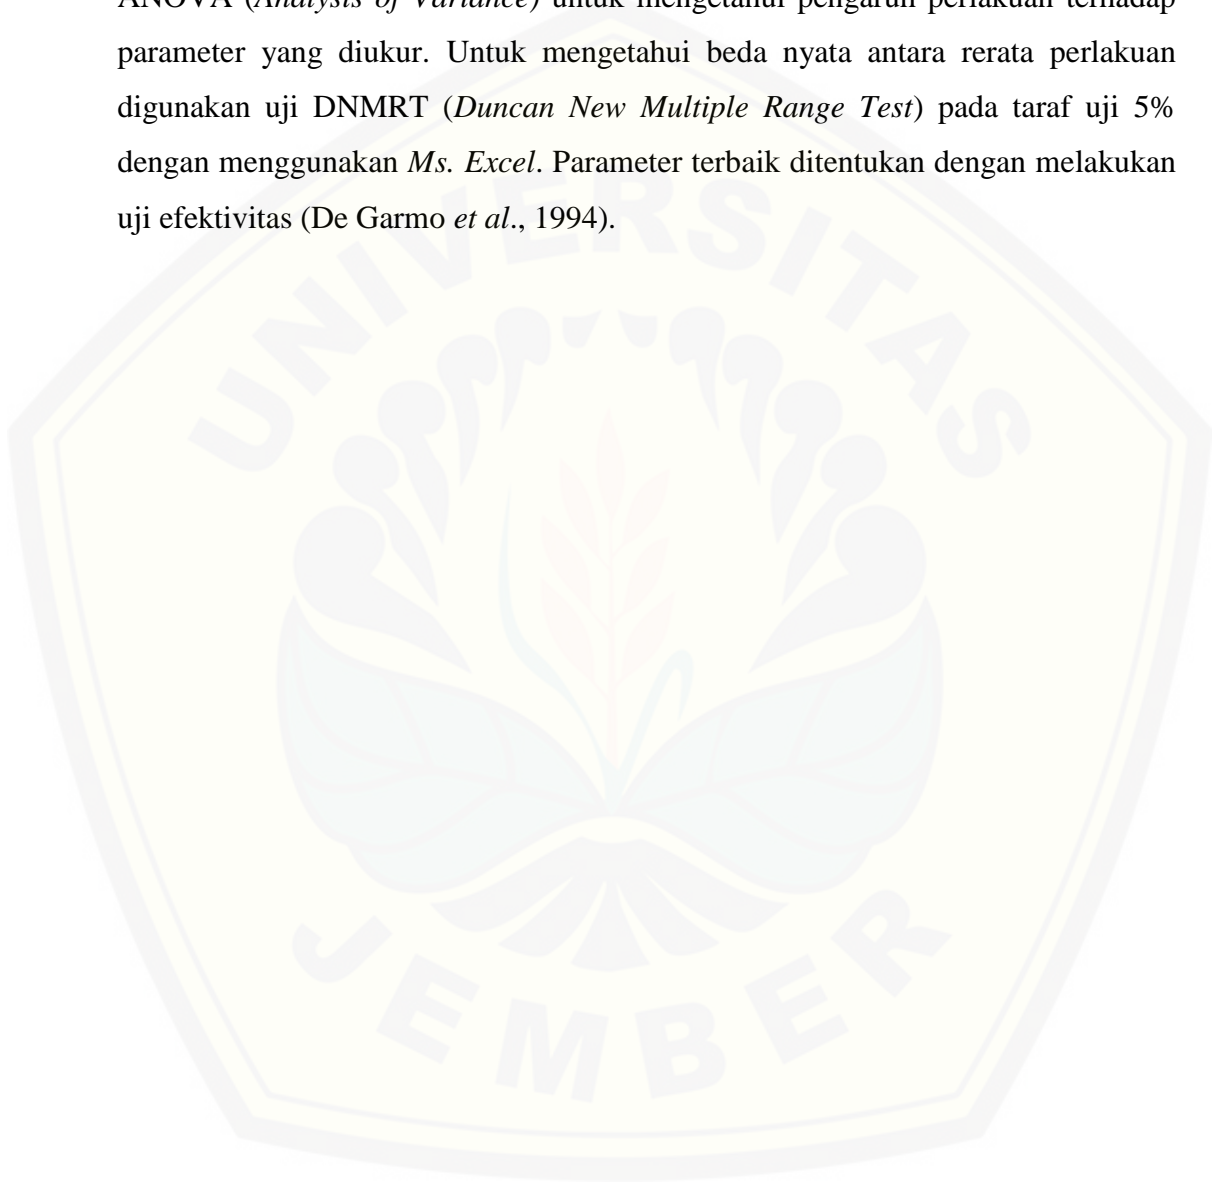 ANOVA (Analysis of Variance) untuk mengetahui pengaruh perlakuan terhadap
parameter yang diukur. Untuk mengetahui beda nyata antara rerata perlakuan
digunakan uji DNMRT (Duncan New Multiple Range Test) pada taraf uji 5%
dengan menggunakan Ms. Excel. Parameter terbaik ditentukan dengan melakukan
uji efektivitas (De Garmo et al., 1994).
UNIVERSITAS
JEMBER